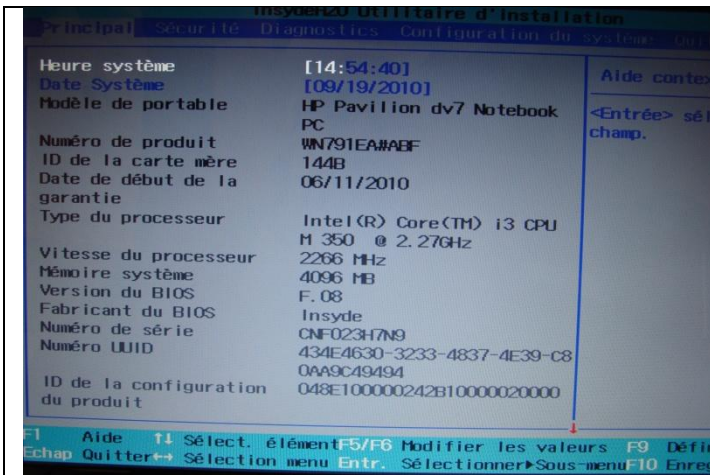 InsydeH2O Utilitaire d'installation
Principal Sécurité Diagnostics Configuration du système
Heure système [14:54:40]
Date Système [09/19/2010]
Modèle de portable HP Pavilion dv7 Notebook
PC
Numéro de produit WN791EA#ABF
ID de la carte mère 144B
Date de début de la 06/11/2010
garantie
Type du processeur Intel(R) Core(TM) i3 CPU
M 350 @ 2.27GHz
Vitesse du processeur 2266 MHz
Mémoire système 4096 MB
Version du BIOS F.08
Fabricant du BIOS Insyde
Numéro de série CNF023H7N9
Numéro UUID 434E4630-3233-4837-4E39-C8
0AA9C49494
ID de la configuration 048E100000242B10000020000
du produit
Aide conte
<Entrée> sél
champ.
F1 Aide ↑↓ Sélect. élément F5/F6 Modifier les valeurs F9 Défi
Echap Quitter ↔ Sélection menu Entr. Sélectionner▶Sous-menu F10 Enre